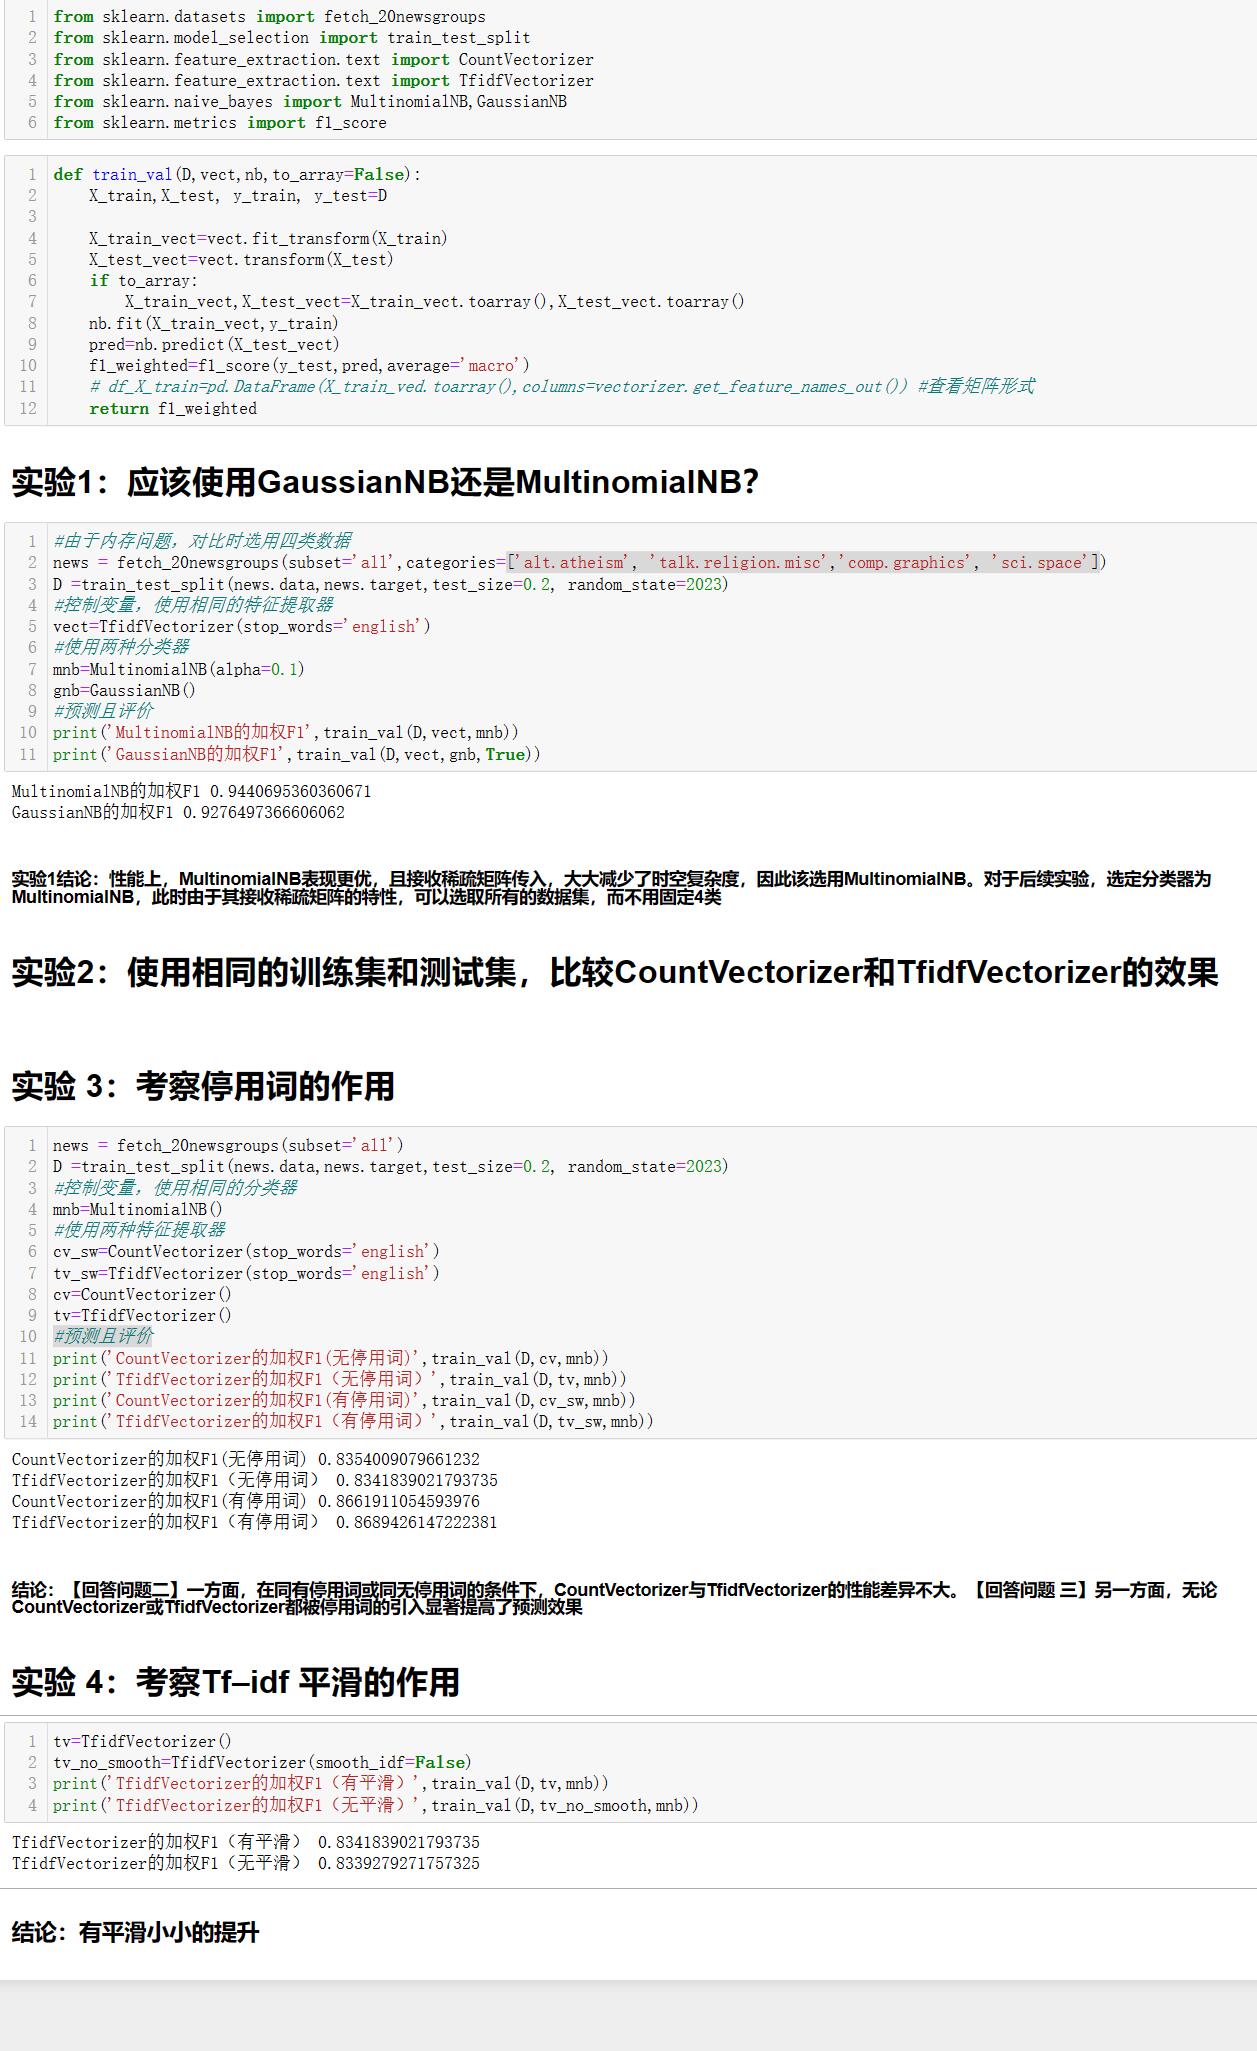 1 from sklearn.datasets import fetch_20newsgroups
2 from sklearn.model_selection import train_test_split
3 from sklearn.feature_extraction.text import CountVectorizer
4 from sklearn.feature_extraction.text import TfidfVectorizer
5 from sklearn.naive_bayes import MultinomialNB,GaussianNB
6 from sklearn.metrics import f1_score
1 def train_val(D,vect,nb,to_array=False):
2 X_train,X_test, y_train, y_test=D
3
4 X_train_vect=vect.fit_transform(X_train)
5 X_test_vect=vect.transform(X_test)
6 if to_array:
7 X_train_vect,X_test_vect=X_train_vect.toarray(),X_test_vect.toarray()
8 nb.fit(X_train_vect,y_train)
9 pred=nb.predict(X_test_vect)
10 f1_weighted=f1_score(y_test,pred,average='macro')
11 # df_X_train=pd.DataFrame(X_train_ved.toarray(),columns=vectorizer.get_feature_names_out()) #查看矩阵形式
12 return f1_weighted
实验1：应该使用GaussianNB还是MultinomialNB？
1 #由于内存问题，对比时选用四类数据
2 news = fetch_20newsgroups(subset='all',categories=['alt.atheism', 'talk.religion.misc','comp.graphics', 'sci.space'])
3 D =train_test_split(news.data,news.target,test_size=0.2, random_state=2023)
4 #控制变量，使用相同的特征提取器
5 vect=TfidfVectorizer(stop_words='english')
6 #使用两种分类器
7 mnb=MultinomialNB(alpha=0.1)
8 gnb=GaussianNB()
9 #预测且评价
10 print('MultinomialNB的加权F1',train_val(D,vect,mnb))
11 print('GaussianNB的加权F1',train_val(D,vect,gnb,True))
MultinomialNB的加权F1 0.9440695360360671
GaussianNB的加权F1 0.9276497366606062
实验1结论：性能上，MultinomialNB表现更优，且接收稀疏矩阵传入，大大减少了时空复杂度，因此该选用MultinomialNB。对于后续实验，选定分类器为
MultinomialNB，此时由于其接收稀疏矩阵的特性，可以选取所有的数据集，而不用固定4类
实验2：使用相同的训练集和测试集，比较CountVectorizer和TfidfVectorizer的效果
实验 3：考察停用词的作用
1 news = fetch_20newsgroups(subset='all')
2 D =train_test_split(news.data,news.target,test_size=0.2, random_state=2023)
3 #控制变量，使用相同的分类器
4 mnb=MultinomialNB()
5 #使用两种特征提取器
6 cv_sw=CountVectorizer(stop_words='english')
7 tv_sw=TfidfVectorizer(stop_words='english')
8 cv=CountVectorizer()
9 tv=TfidfVectorizer()
10 #预测且评价
11 print('CountVectorizer的加权F1(无停用词)',train_val(D,cv,mnb))
12 print('TfidfVectorizer的加权F1（无停用词）',train_val(D,tv,mnb))
13 print('CountVectorizer的加权F1(有停用词)',train_val(D,cv_sw,mnb))
14 print('TfidfVectorizer的加权F1（有停用词）',train_val(D,tv_sw,mnb))
CountVectorizer的加权F1(无停用词) 0.8354009079661232
TfidfVectorizer的加权F1（无停用词） 0.8341839021793735
CountVectorizer的加权F1(有停用词) 0.8661911054593976
TfidfVectorizer的加权F1（有停用词） 0.8689426147222381
结论：【回答问题二】一方面，在同有停用词或同无停用词的条件下，CountVectorizer与TfidfVectorizer的性能差异不大。【回答问题 三】另一方面，无论
CountVectorizer或TfidfVectorizer都被停用词的引入显著提高了预测效果
实验 4：考察Tf–idf 平滑的作用
1 tv=TfidfVectorizer()
2 tv_no_smooth=TfidfVectorizer(smooth_idf=False)
3 print('TfidfVectorizer的加权F1（有平滑）',train_val(D,tv,mnb))
4 print('TfidfVectorizer的加权F1（无平滑）',train_val(D,tv_no_smooth,mnb))
TfidfVectorizer的加权F1（有平滑） 0.8341839021793735
TfidfVectorizer的加权F1（无平滑） 0.8339279271757325
结论：有平滑小小的提升